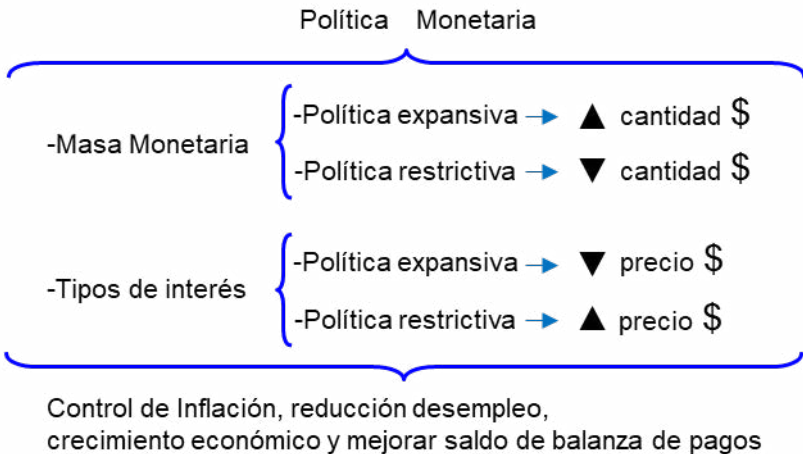 Política Monetaria
-Masa Monetaria
-Política expansiva → ▲ cantidad $
-Política restrictiva → ▼ cantidad $
-Tipos de interés
-Política expansiva → ▼ precio $
-Política restrictiva → ▲ precio $
Control de Inflación, reducción desempleo,
crecimiento económico y mejorar saldo de balanza de pagos